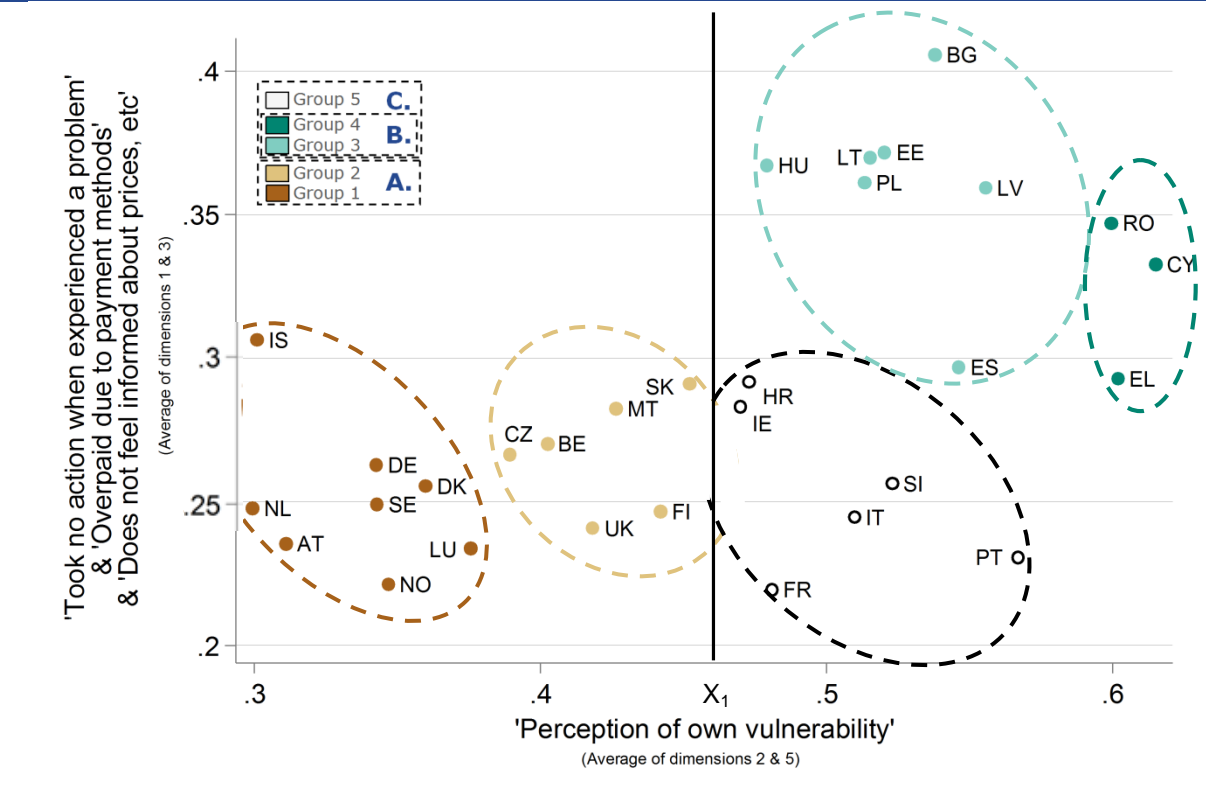 'Took no action when experienced a problem'
& 'Overpaid due to payment methods'
& 'Does not feel informed about prices, etc'
(Average of dimensions 1 & 3)
.4
.35
.3
.25
.2
Group 5 C.
Group 4
Group 3
B.
Group 2
Group 1
A.
BG
HU
LT
EE
PL
LV
RO
CY
ES
EL
IS
SK
MT
CZ
BE
HR
IE
DE
DK
NL
SE
FI
SI
AT
LU
UK
IT
NO
FR
PT
.3
.4
X₁
.5
.6
'Perception of own vulnerability'
(Average of dimensions 2 & 5)